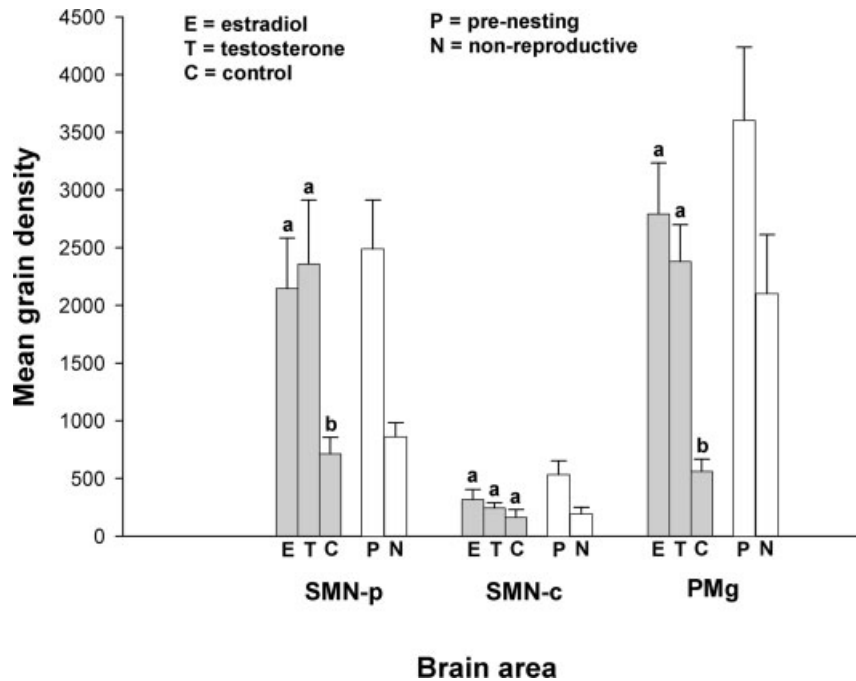 E = estradiol
T = testosterone
C = control
P = pre-nesting
N = non-reproductive
Mean grain density
4500
4000
3500
3000
2500
2000
1500
1000
500
0
a a b
a a a
a a b
E T C P N E T C P N E T C P N
SMN-p SMN-c PMg
Brain area